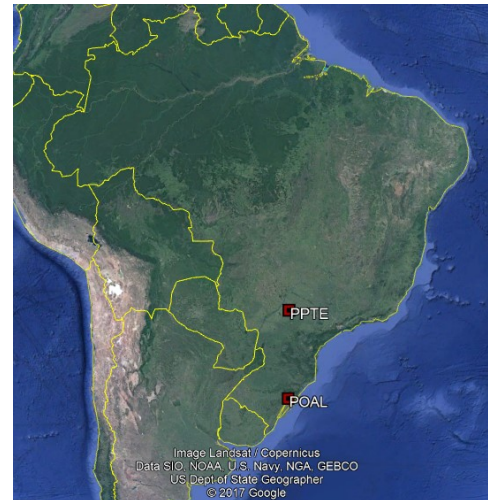 PPTE
POAL
Image Landsat / Copernicus
Data SIO, NOAA, U.S. Navy, NGA, GEBCO
US Dept of State Geographer
© 2017 Google